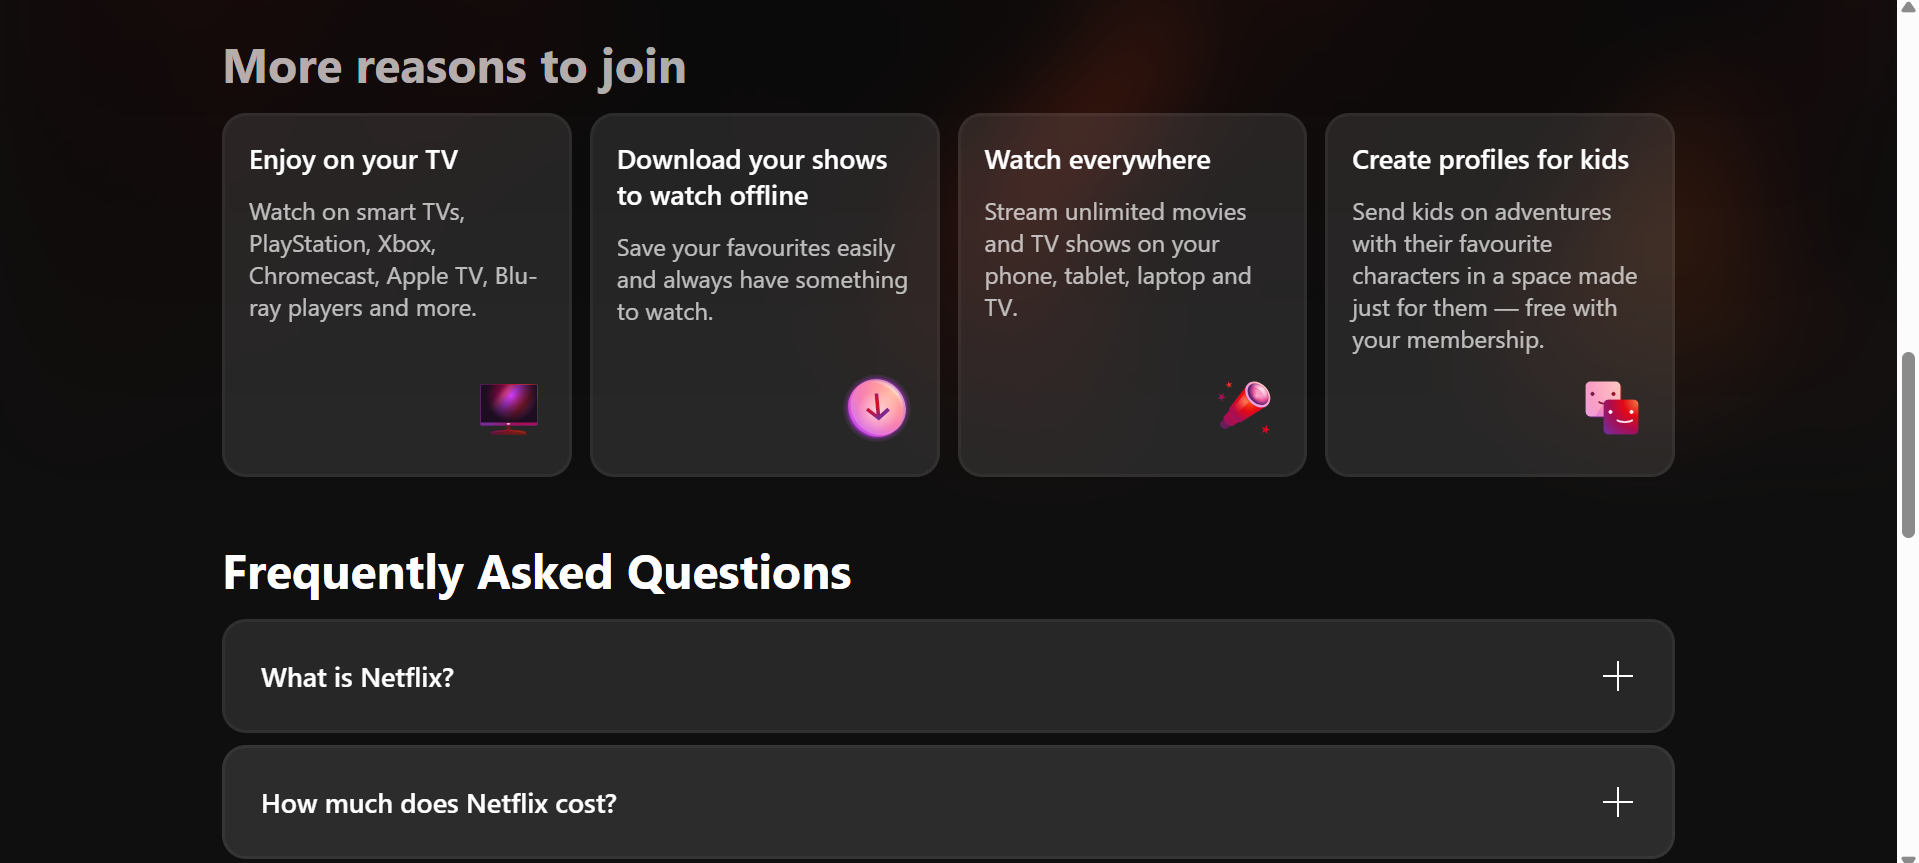 More reasons to join
Enjoy on your TV
Watch on smart TVs,
PlayStation, Xbox,
Chromecast, Apple TV, Blu-
ray players and more.
Download your shows
to watch offline
Save your favourites easily
and always have something
to watch.
Watch everywhere
Stream unlimited movies
and TV shows on your
phone, tablet, laptop and
TV.
Create profiles for kids
Send kids on adventures
with their favourite
characters in a space made
just for them — free with
your membership.
Frequently Asked Questions
What is Netflix?
How much does Netflix cost?